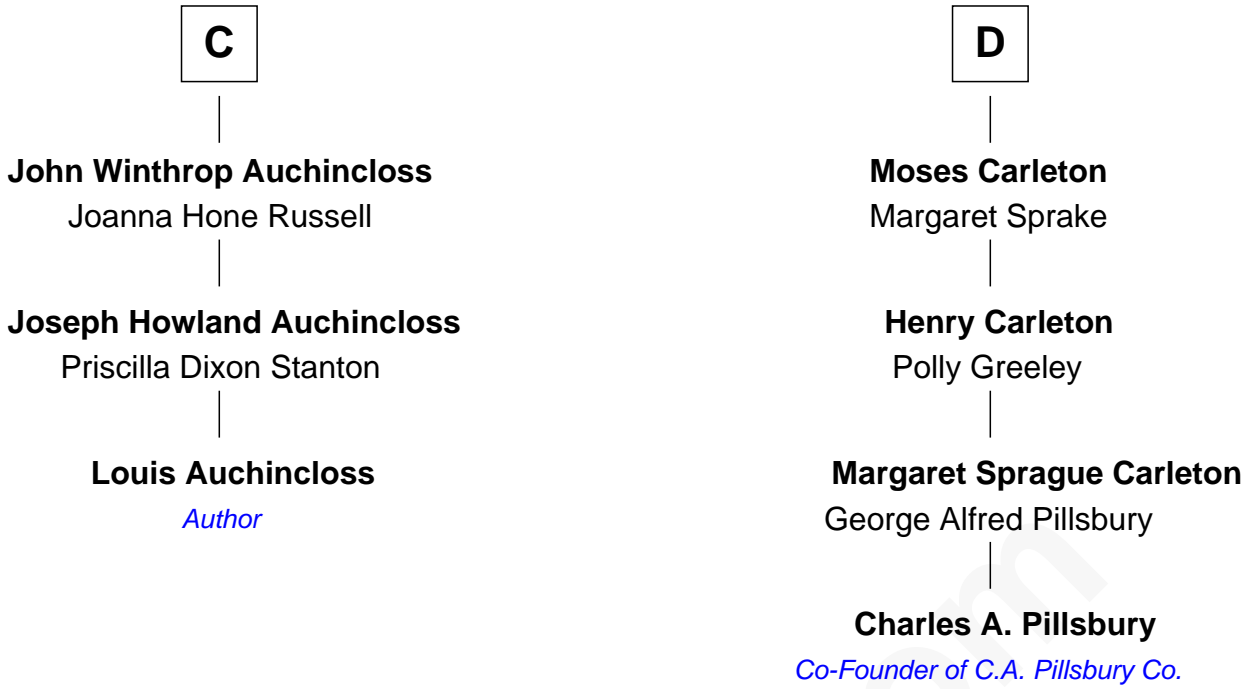 C
John Winthrop Auchincloss
Joanna Hone Russell
Joseph Howland Auchincloss
Priscilla Dixon Stanton
Louis Auchincloss
Author
D
Moses Carleton
Margaret Sprake
Henry Carleton
Polly Greeley
Margaret Sprague Carleton
George Alfred Pillsbury
Charles A. Pillsbury
Co-Founder of C.A. Pillsbury Co.